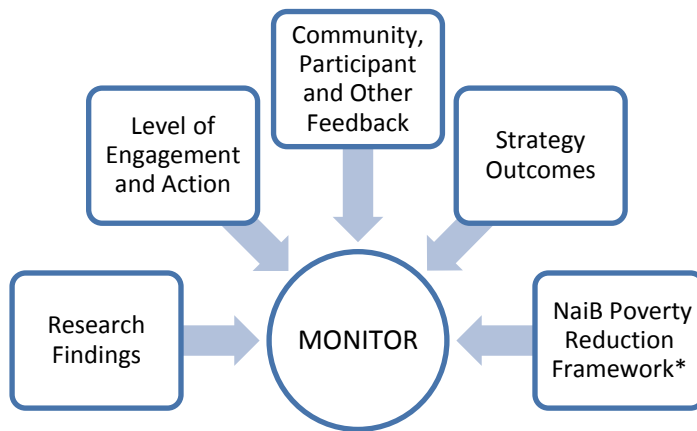 Community,
Participant
and Other
Feedback
Level of
Engagement
and Action
Strategy
Outcomes
Research
Findings
MONITOR
NaiB Poverty
Reduction
Framework*